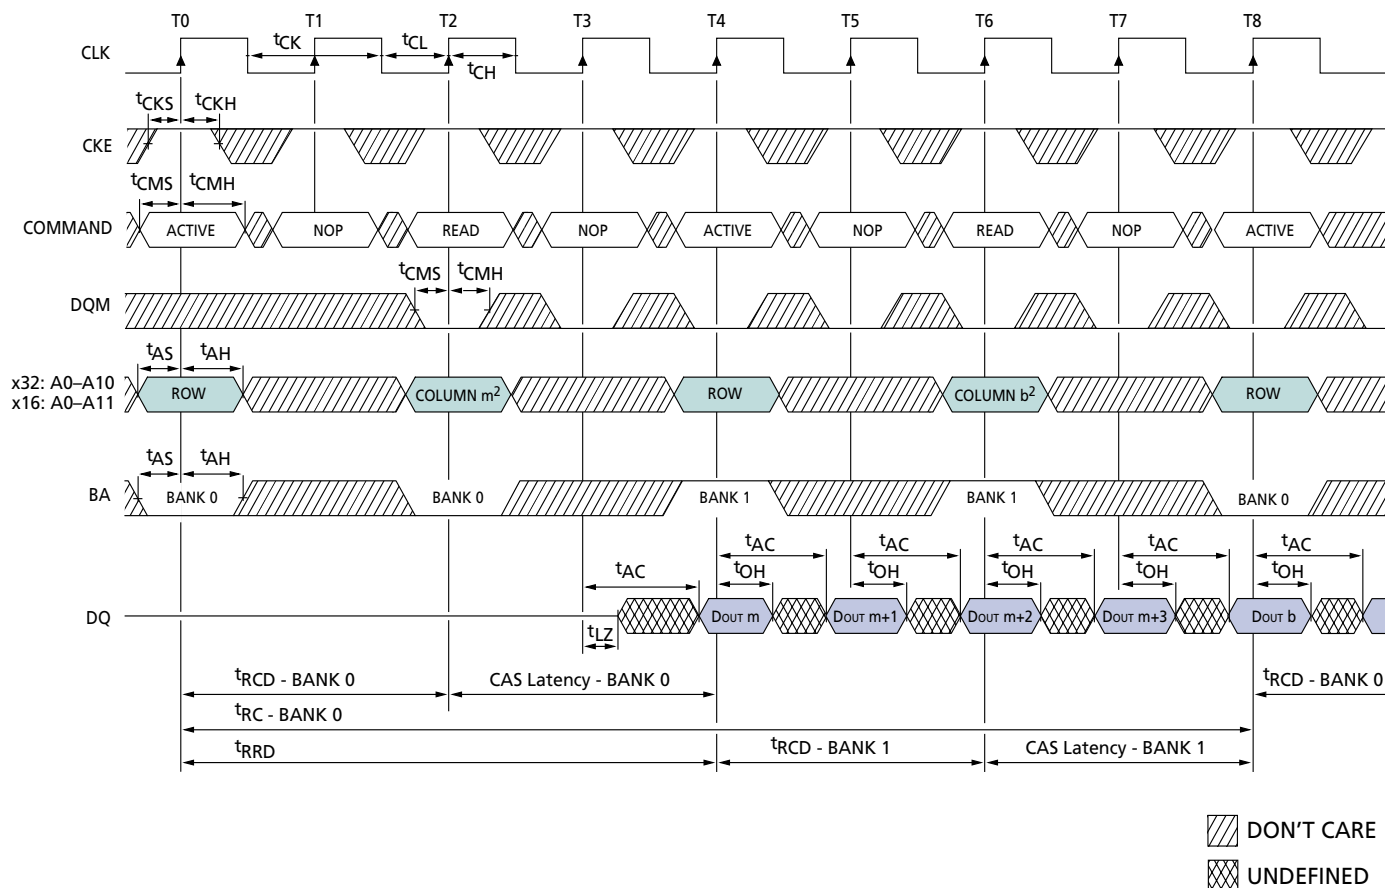 T0 T1 T2 T3 T4 T5 T6 T7 T8
CLK tCK tCL tCH
tCKS tCKH
CKE
tCMS tCMH
COMMAND ACTIVE NOP READ NOP ACTIVE NOP READ NOP ACTIVE
tCMS tCMH
DQM
tAS tAH
x32: A0–A10
x16: A0–A11
ROW COLUMN m2 ROW COLUMN b2 ROW
tAS tAH
BA BANK 0 BANK 0 BANK 1 BANK 1 BANK 0
tAC tAC tAC tAC tAC tAC
tOH tOH tOH tOH tOH
DQ DOUT m DOUT m+1 DOUT m+2 DOUT m+3 DOUT b
tLZ
tRCD - BANK 0 CAS Latency - BANK 0 tRCD - BANK 0
tRC - BANK 0
tRRD tRCD - BANK 1 CAS Latency - BANK 1
DON'T CARE
UNDEFINED